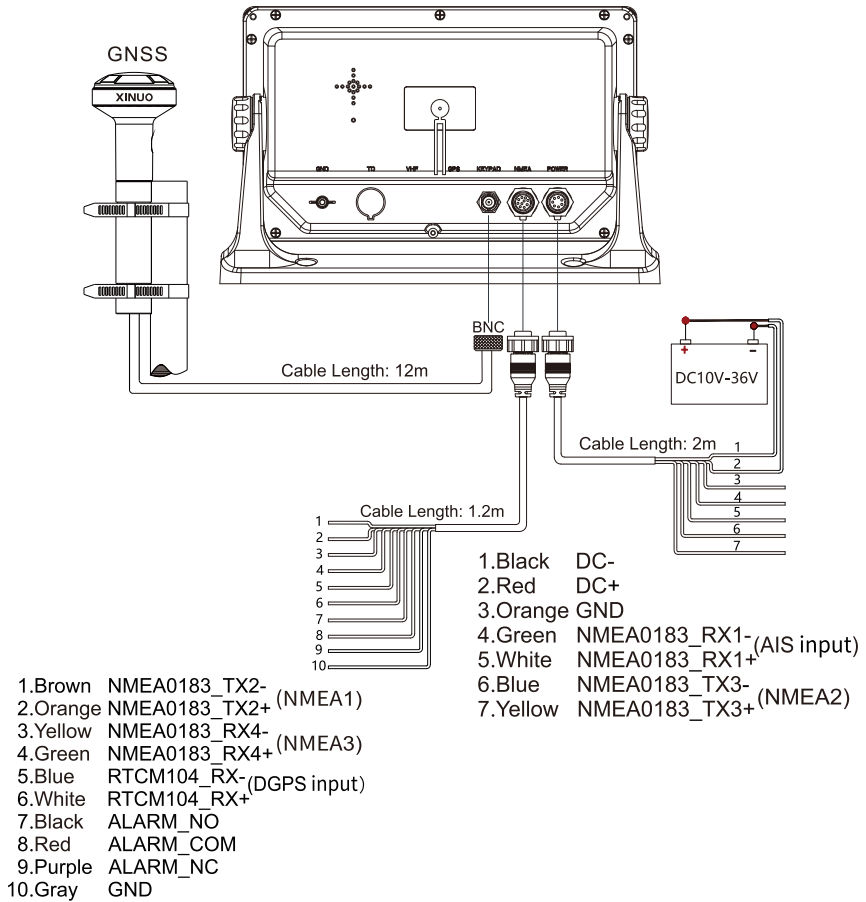 GNSS
XINUO
GND TD VHF GPS KEYPAD NMEA POWER
BNC
Cable Length: 12m
+ -
DC10V-36V
Cable Length: 2m
1
2
3
4
5
6
7
Cable Length: 1.2m
1
2
3
4
5
6
7
8
9
10
1.Black DC-
2.Red DC+
3.Orange GND
4.Green NMEA0183_RX1-
(AIS input)
5.White NMEA0183_RX1+
6.Blue NMEA0183_TX3-
(NMEA2)
7.Yellow NMEA0183_TX3+
1.Brown NMEA0183_TX2-
(NMEA1)
2.Orange NMEA0183_TX2+
3.Yellow NMEA0183_RX4-
(NMEA3)
4.Green NMEA0183_RX4+
5.Blue RTCM104_RX-
(DGPS input)
6.White RTCM104_RX+
7.Black ALARM_NO
8.Red ALARM_COM
9.Purple ALARM_NC
10.Gray GND